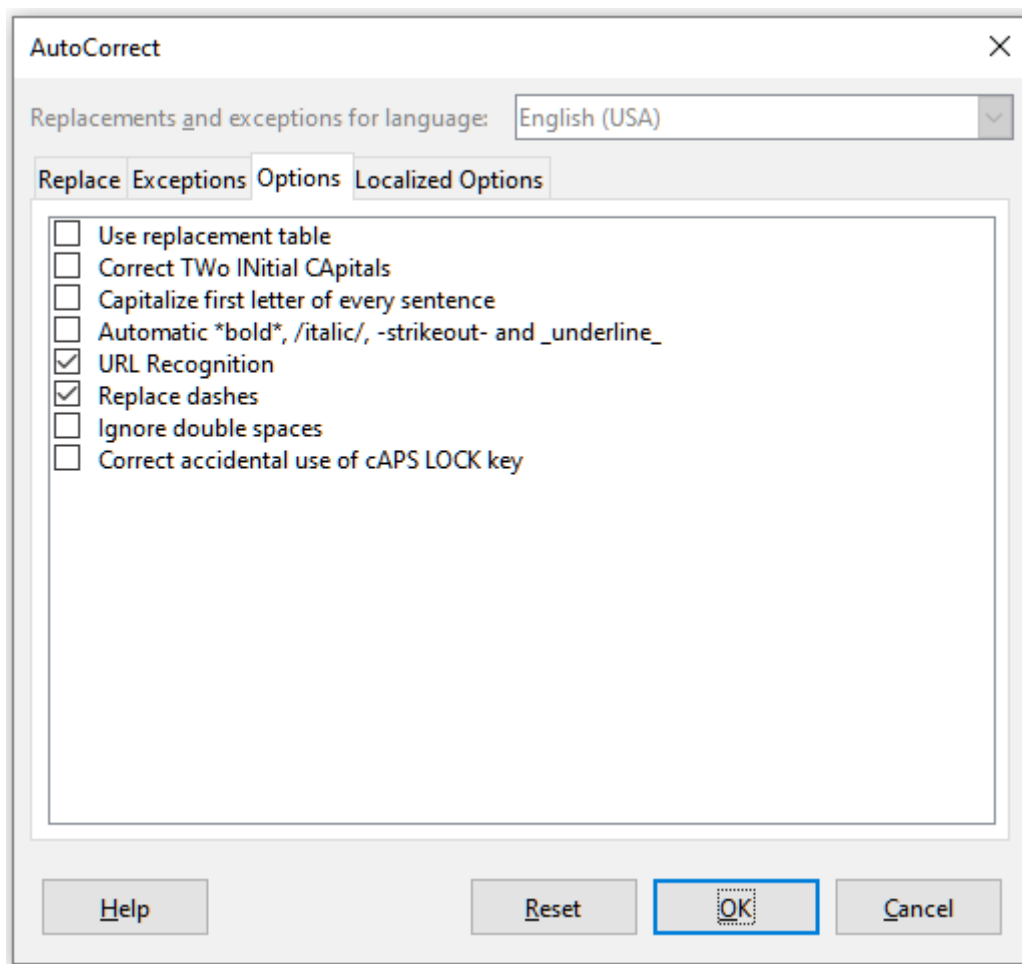 AutoCorrect
Replacements and exceptions for language: English (USA)
Replace Exceptions Options Localized Options
Use replacement table
Correct TWo INitial CApitals
Capitalize first letter of every sentence
Automatic *bold*, /italic/, -strikeout- and _underline_
URL Recognition
Replace dashes
Ignore double spaces
Correct accidental use of cAPS LOCK key
Help Reset OK Cancel